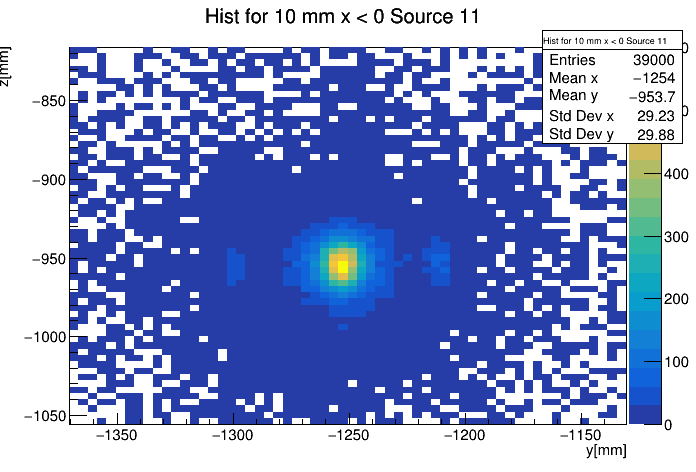 Hist for 10 mm x < 0 Source 11
z[mm]
Hist for 10 mm x < 0 Source 11
Entries 39000
Mean x −1254
Mean y −953.7
Std Dev x 29.23
Std Dev y 29.88
−850
−900
−950
−1000
−1050
−1350
−1300
−1250
−1200
−1150
y[mm]
400
300
200
100
0